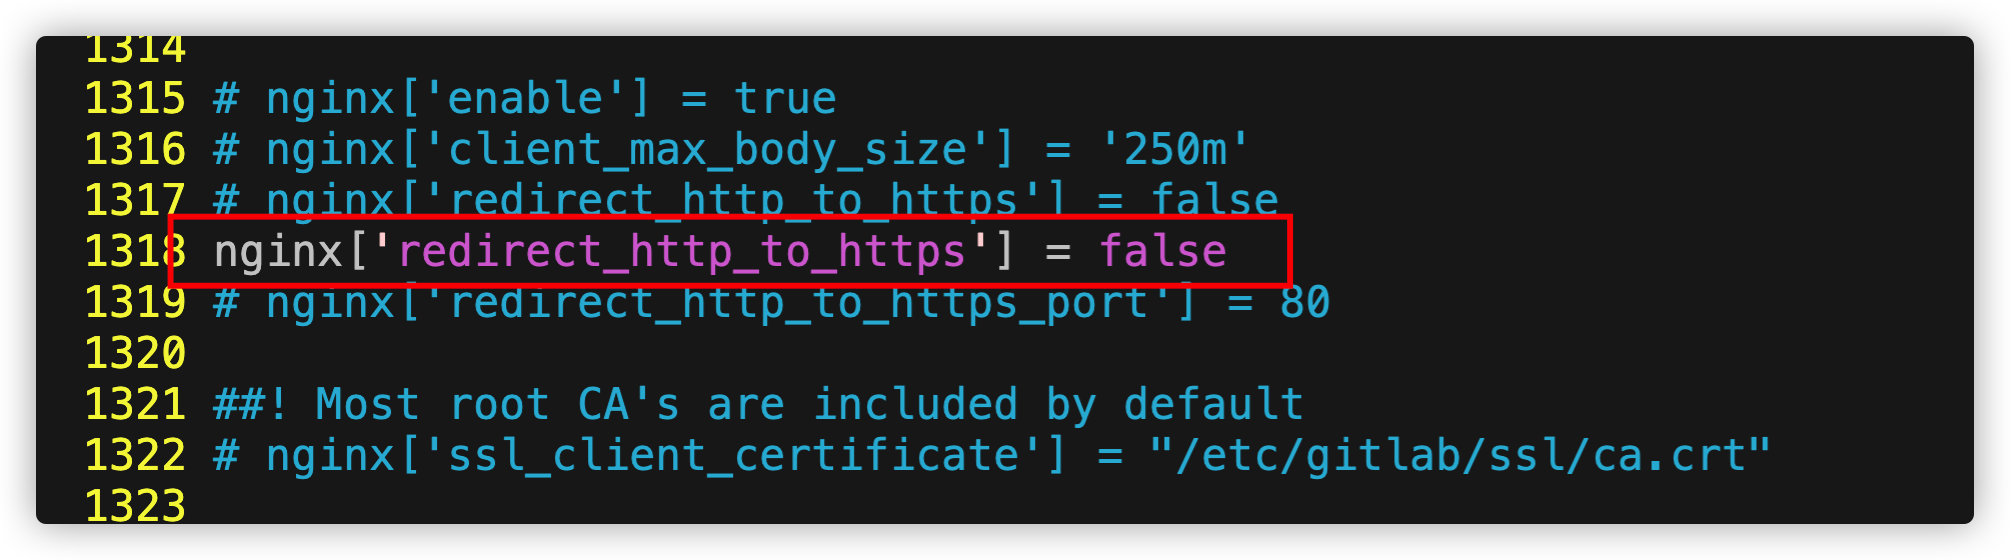 1314
1315 # nginx['enable'] = true
1316 # nginx['client_max_body_size'] = '250m'
1317 # nginx['redirect_http_to_https'] = false
1318 nginx['redirect_http_to_https'] = false
1319 # nginx['redirect_http_to_https_port'] = 80
1320
1321 ##! Most root CA's are included by default
1322 # nginx['ssl_client_certificate'] = "/etc/gitlab/ssl/ca.crt"
1323